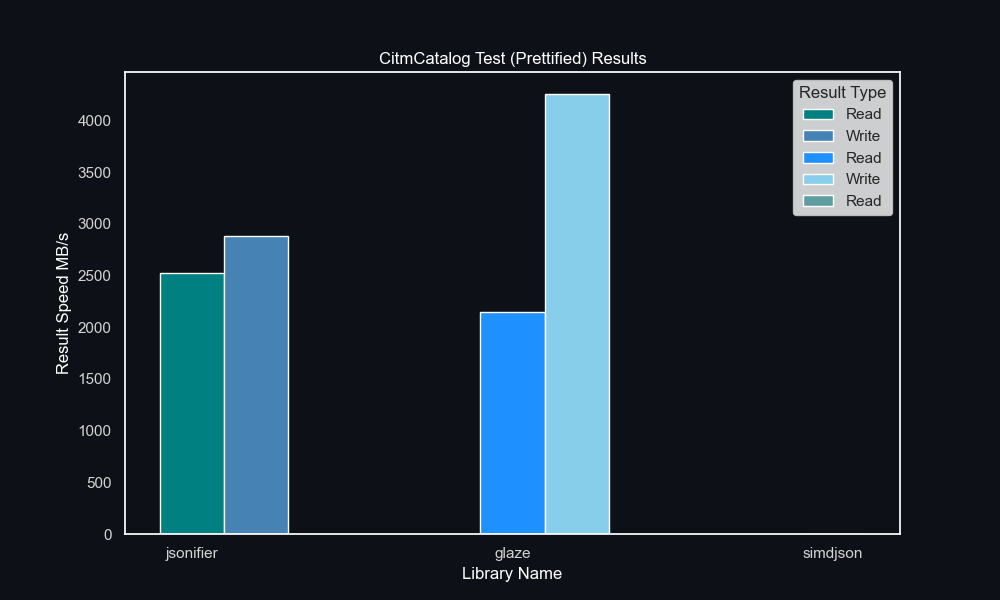 CitmCatalog Test (Prettified) Results
Result Type
Read
Write
Read
Write
Read
Result Speed MB/s
4000
3500
3000
2500
2000
1500
1000
500
0
jsonifier
glaze
simdjson
Library Name